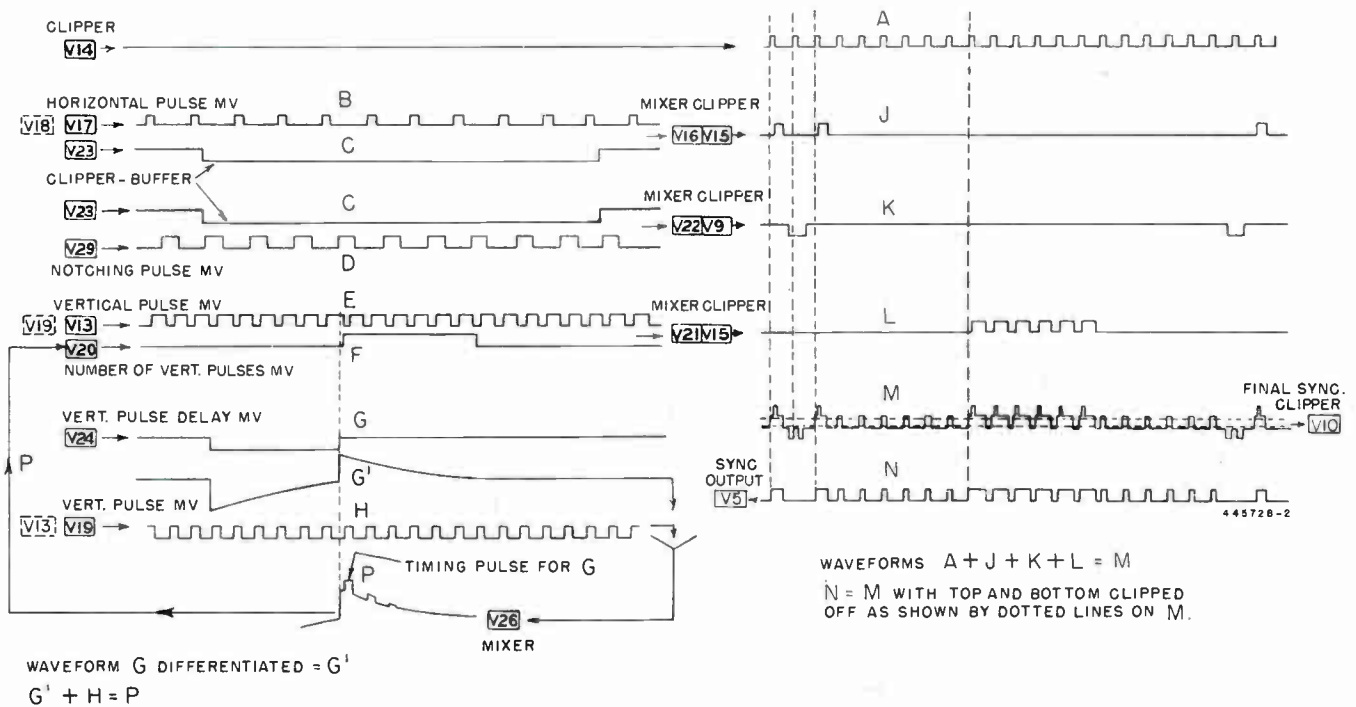 CLIPPER
V14
A
HORIZONTAL PULSE MV
B
MIXER CLIPPER
J
V18 V17
V16 V15
V23
C
CLIPPER-BUFFER
V23
C
MIXER CLIPPER
K
V22 V9
V29
NOTCHING PULSE MV
D
VERTICAL PULSE MV
E
MIXER CLIPPER
V19 V13
L
V21 V15
V20
F
NUMBER OF VERT. PULSES MV
M
FINAL SYNC.
CLIPPER
V10
VERT. PULSE DELAY MV
G
V24
P
G'
SYNC
OUTPUT
N
V5
445728-2
VERT. PULSE MV
H
V13 V19
TIMING PULSE FOR G
P
V26
MIXER
WAVEFORMS A+J+K+L = M
N = M WITH TOP AND BOTTOM CLIPPED
OFF AS SHOWN BY DOTTED LINES ON M.
WAVEFORM G DIFFERENTIATED = G'
G' + H = P